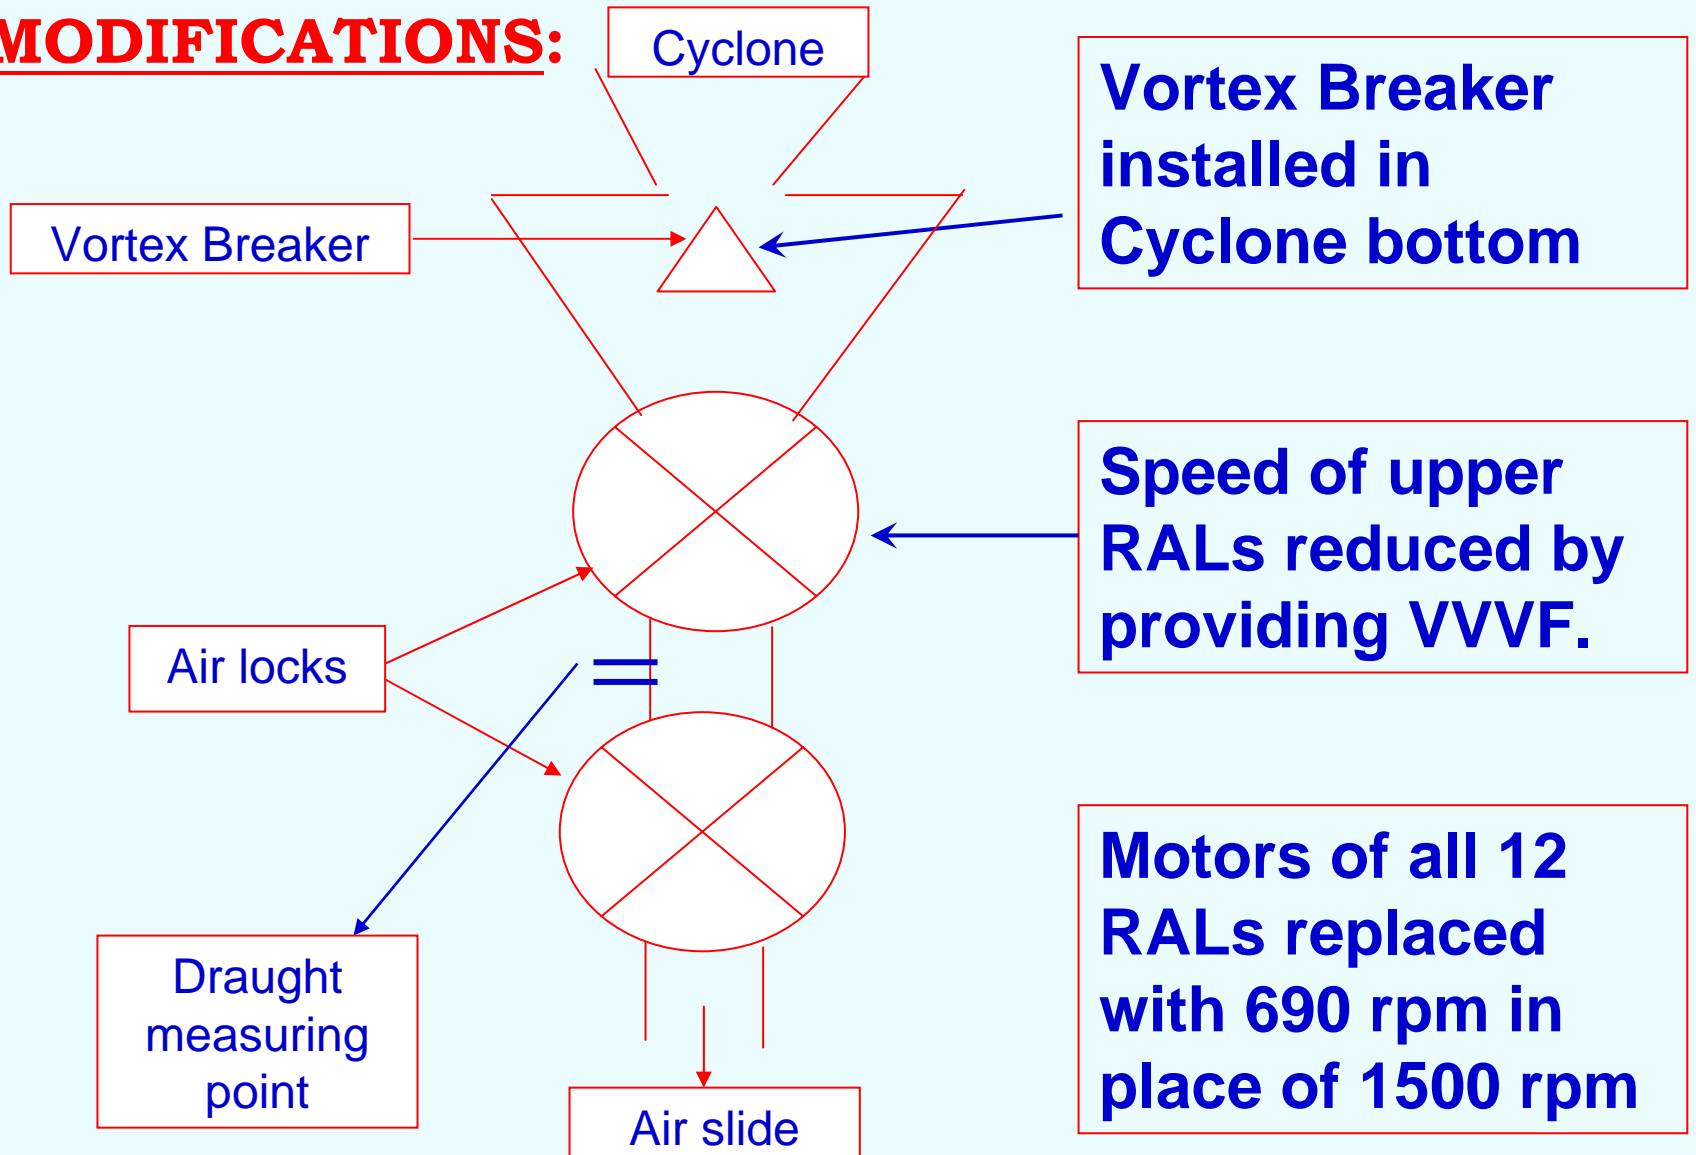 MODIFICATIONS:
Cyclone
Vortex Breaker
installed in
Cyclone bottom
Vortex Breaker
Speed of upper
RALs reduced by
providing VVVF.
Air locks
Motors of all 12
RALs replaced
with 690 rpm in
place of 1500 rpm
Draught
measuring
point
Air slide